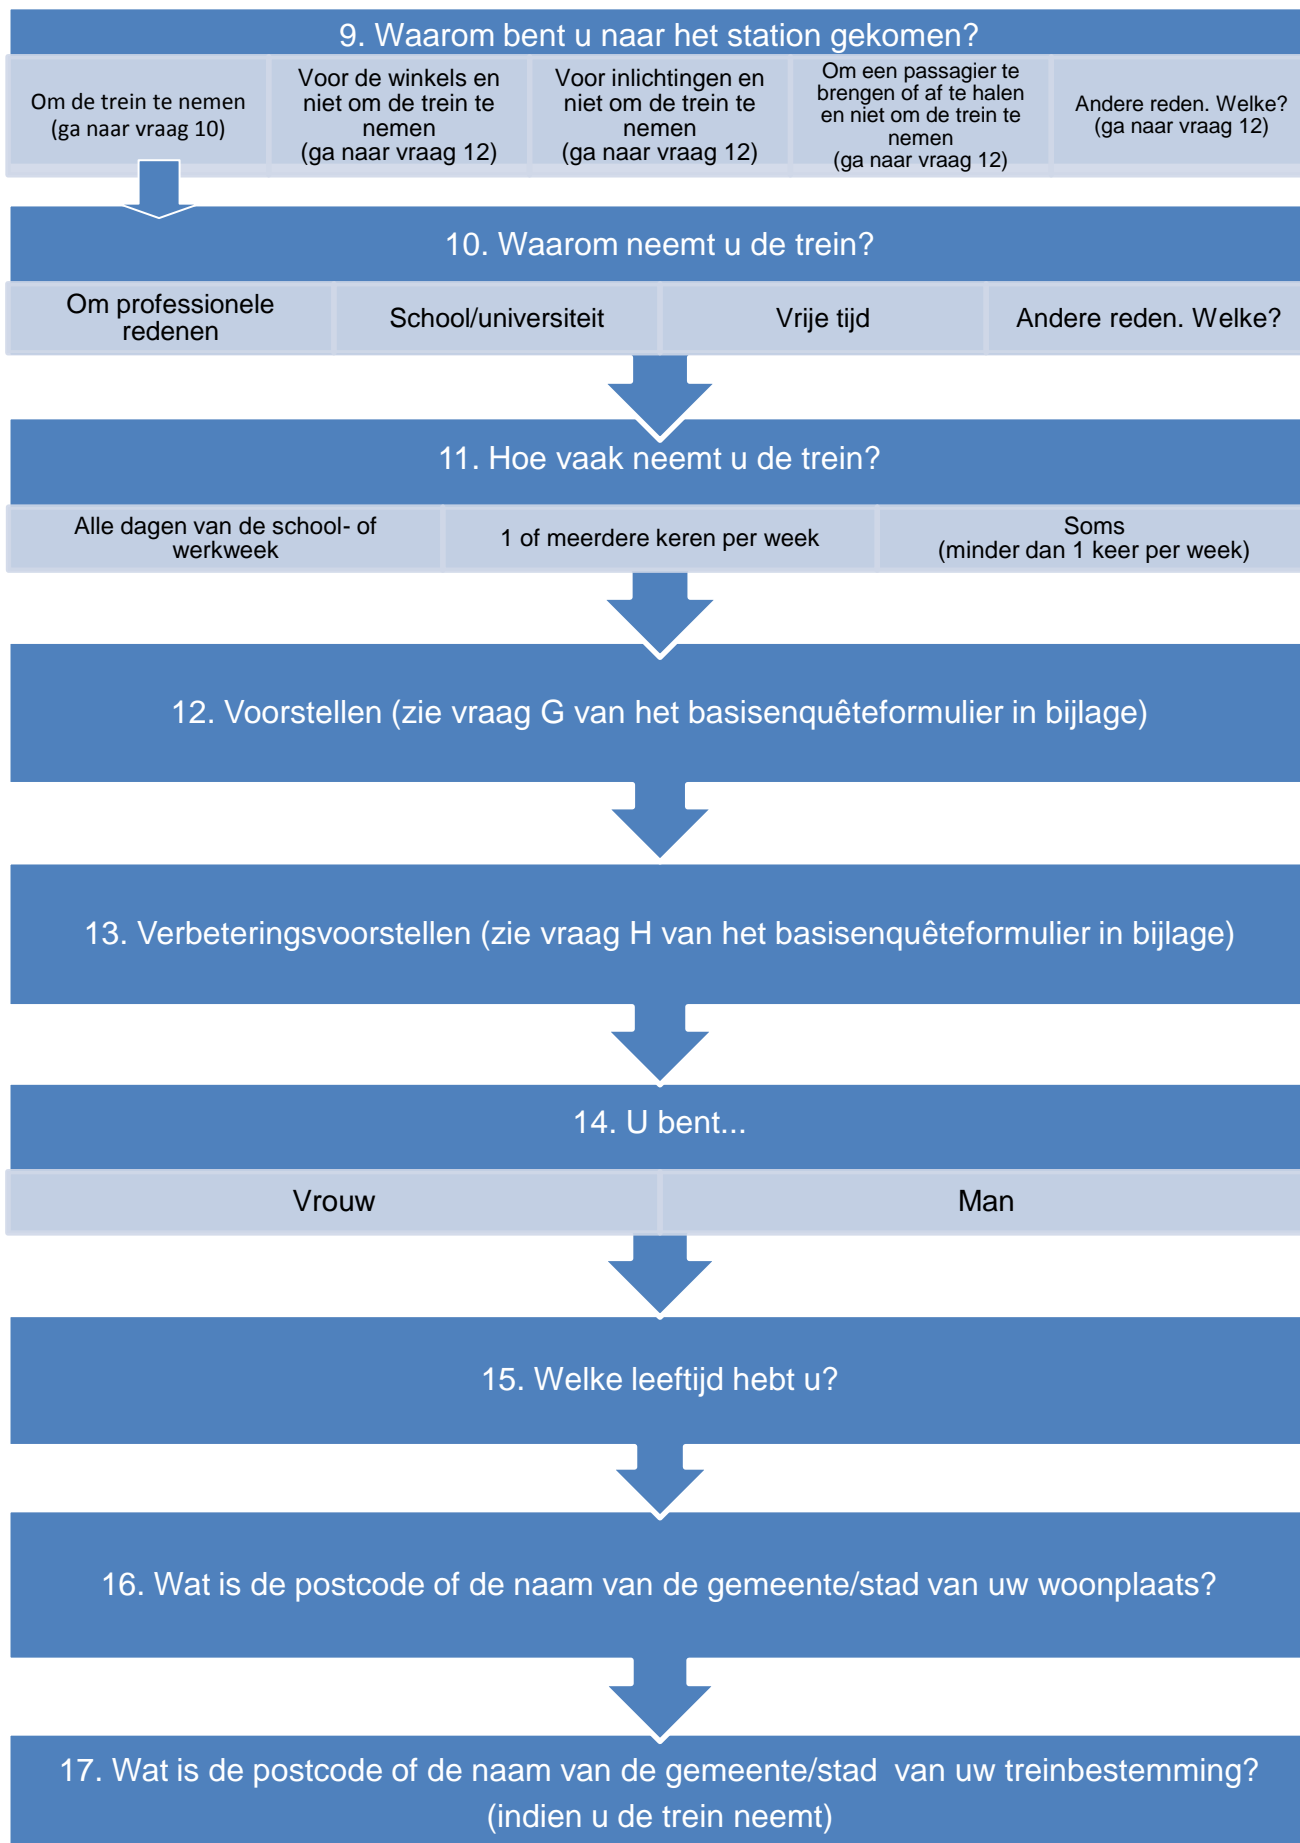 9. Waarom bent u naar het station gekomen?
Om de trein te nemen
(ga naar vraag 10)
Voor de winkels en
niet om de trein te
nemen
(ga naar vraag 12)
Voor inlichtingen en
niet om de trein te
nemen
(ga naar vraag 12)
Om een passagier te
brengen of af te halen
en niet om de trein te
nemen
(ga naar vraag 12)
Andere reden. Welke?
(ga naar vraag 12)
10. Waarom neemt u de trein?
Om professionele
redenen
School/universiteit
Vrije tijd
Andere reden. Welke?
11. Hoe vaak neemt u de trein?
Alle dagen van de school- of
werkweek
1 of meerdere keren per week
Soms
(minder dan 1 keer per week)
12. Voorstellen (zie vraag G van het basisenquêteformulier in bijlage)
13. Verbeteringsvoorstellen (zie vraag H van het basisenquêteformulier in bijlage)
14. U bent...
Vrouw
Man
15. Welke leeftijd hebt u?
16. Wat is de postcode of de naam van de gemeente/stad van uw woonplaats?
17. Wat is de postcode of de naam van de gemeente/stad van uw treinbestemming?
(indien u de trein neemt)